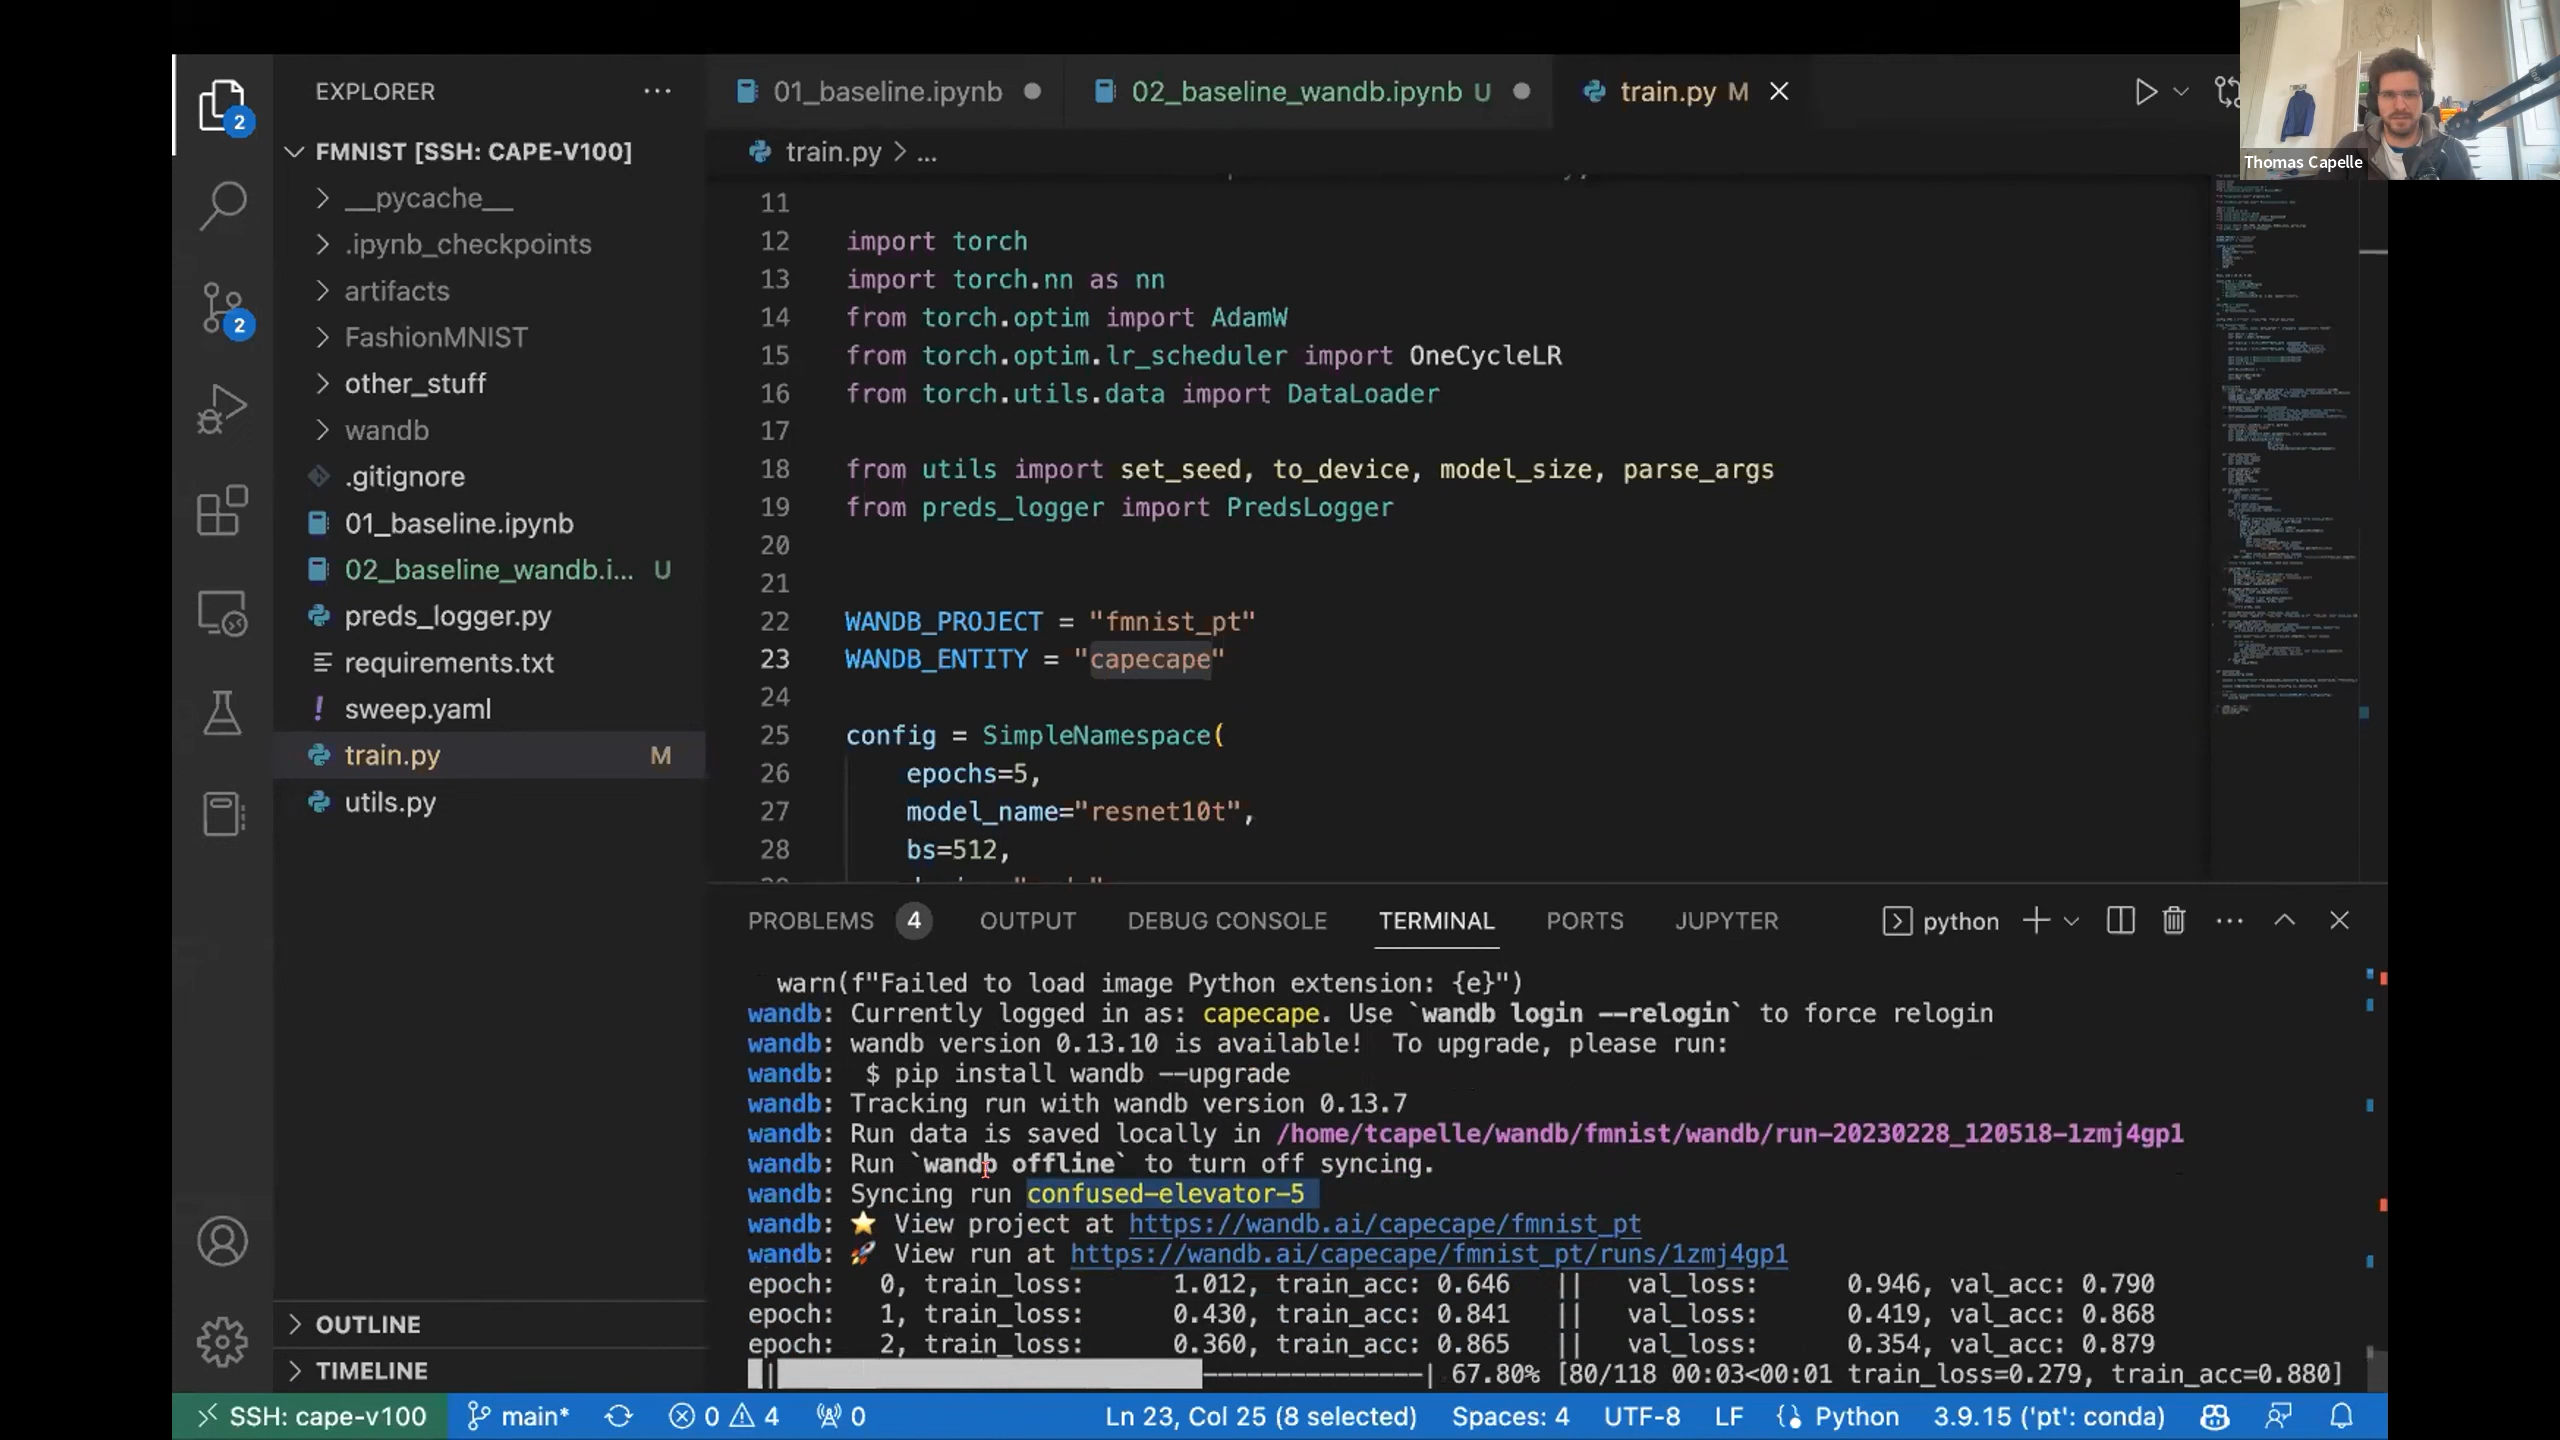 EXPLORER
FMNIST [SSH: CAPE-V100]
__pycache__
.ipynb_checkpoints
artifacts
FashionMNIST
other_stuff
wandb
.gitignore
01_baseline.ipynb
02_baseline_wandb.i... U
preds_logger.py
requirements.txt
sweep.yaml
train.py M
utils.py
OUTLINE
TIMELINE
2
2
01_baseline.ipynb
02_baseline_wandb.ipynb U
train.py M
train.py > ...
Thomas Capelle
11
12 import torch
13 import torch.nn as nn
14 from torch.optim import AdamW
15 from torch.optim.lr_scheduler import OneCycleLR
16 from torch.utils.data import DataLoader
17
18 from utils import set_seed, to_device, model_size, parse_args
19 from preds_logger import PredsLogger
20
21
22 WANDB_PROJECT = "fmnist_pt"
23 WANDB_ENTITY = "capecape"
24
25 config = SimpleNamespace(
26 epochs=5,
27 model_name="resnet10t",
28 bs=512,
PROBLEMS 4 OUTPUT DEBUG CONSOLE TERMINAL PORTS JUPYTER python
warn(f"Failed to load image Python extension: {e}")
wandb: Currently logged in as: capecape. Use `wandb login --relogin` to force relogin
wandb: wandb version 0.13.10 is available! To upgrade, please run:
wandb: $ pip install wandb --upgrade
wandb: Tracking run with wandb version 0.13.7
wandb: Run data is saved locally in /home/tcapelle/wandb/fmnist/wandb/run-20230228_120518-1zmj4gp1
wandb: Run `wandb offline` to turn off syncing.
wandb: Syncing run confused-elevator-5
wandb: ⭐ View project at https://wandb.ai/capecape/fmnist_pt
wandb: 🚀 View run at https://wandb.ai/capecape/fmnist_pt/runs/1zmj4gp1
epoch: 0, train_loss: 1.012, train_acc: 0.646 || val_loss: 0.946, val_acc: 0.790
epoch: 1, train_loss: 0.430, train_acc: 0.841 || val_loss: 0.419, val_acc: 0.868
epoch: 2, train_loss: 0.360, train_acc: 0.865 || val_loss: 0.354, val_acc: 0.879
| 67.80% [80/118 00:03<00:01 train_loss=0.279, train_acc=0.880]
SSH: cape-v100 main* 0 4 0 Ln 23, Col 25 (8 selected) Spaces: 4 UTF-8 LF Python 3.9.15 ('pt': conda)